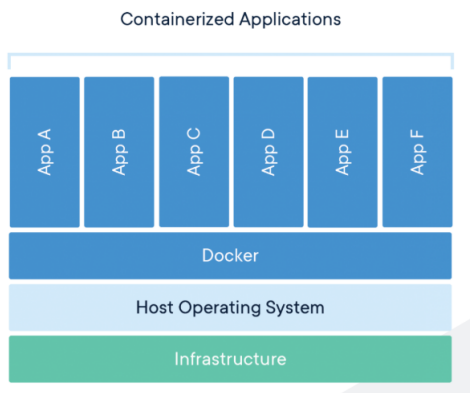 Containerized Applications
App A
App B
App C
App D
App E
App F
Docker
Host Operating System
Infrastructure